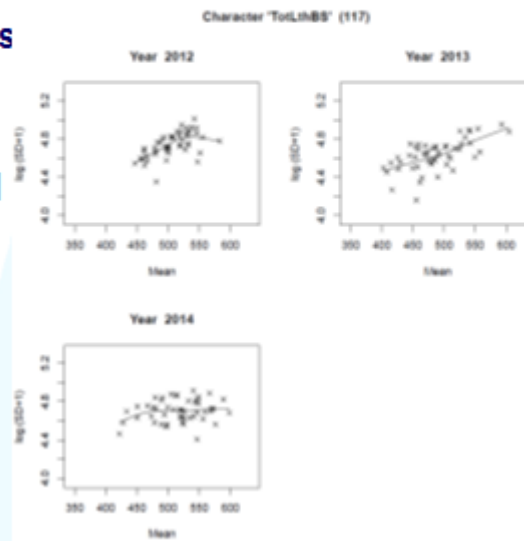 s
Character 'TotLthBS' (117)
Year 2012
log (SD+1)
5.2
4.8
4.4
4.0
350 400 450 500 550 600
Mean
Year 2013
log (SD+1)
5.2
4.8
4.4
4.0
350 400 450 500 550 600
Mean
Year 2014
log (SD+1)
5.2
4.8
4.4
4.0
350 400 450 500 550 600
Mean